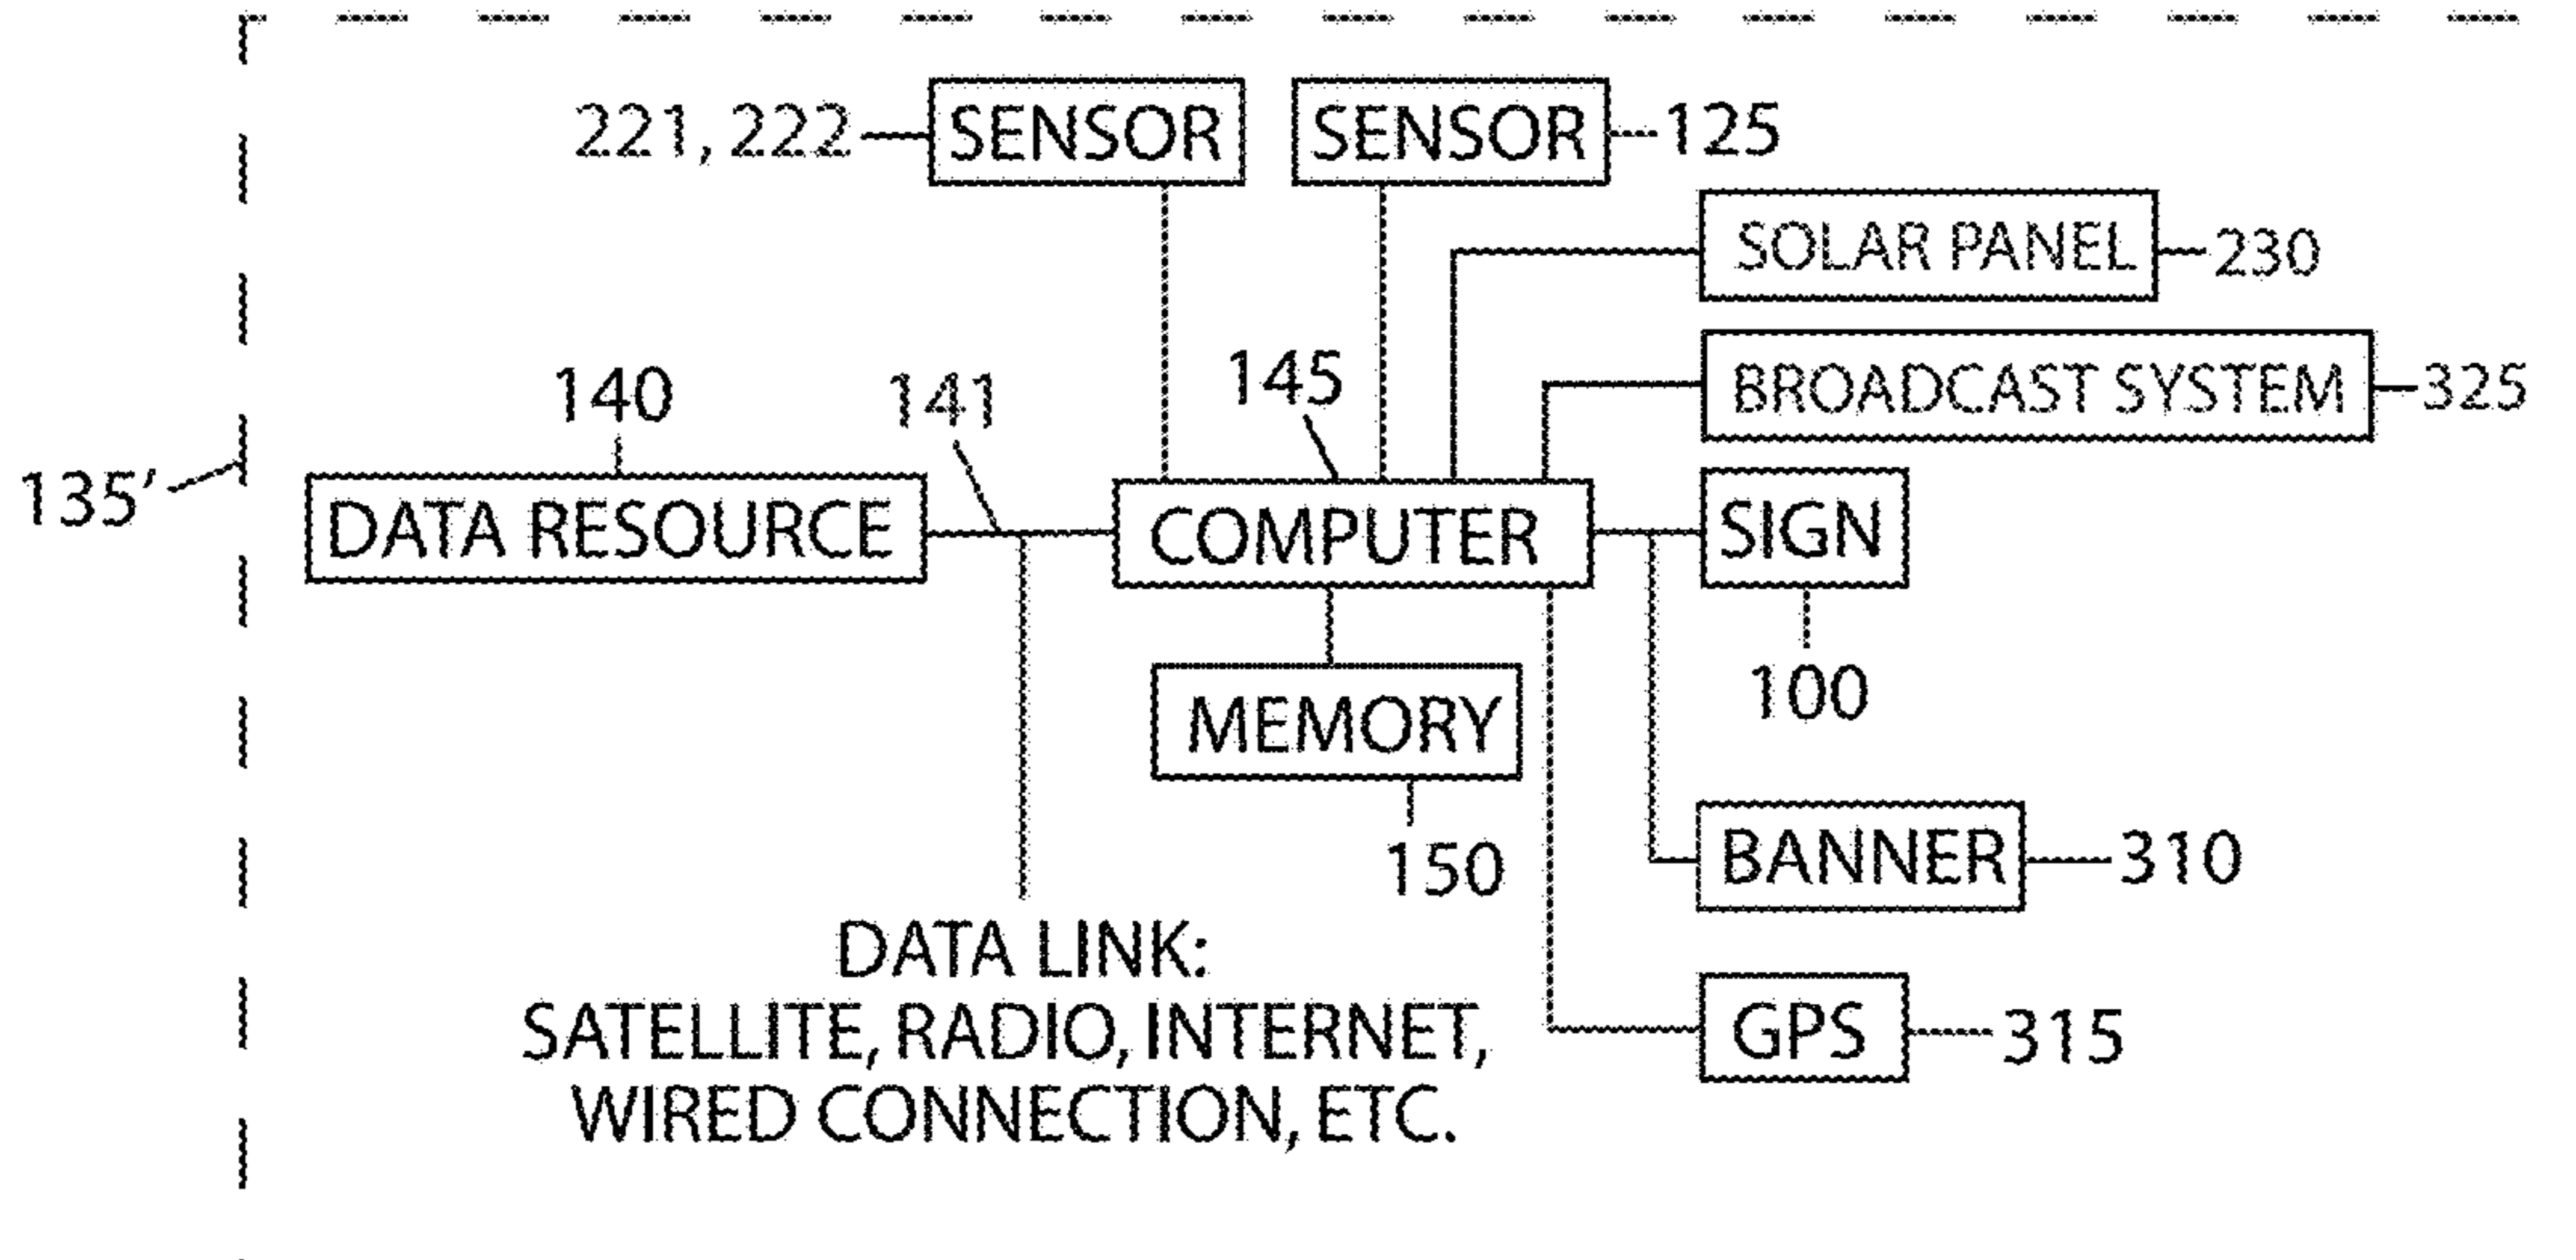 221, 222 SENSOR SENSOR 125
SOLAR PANEL 230
BROADCAST SYSTEM 325
140 141 145
135' DATA RESOURCE COMPUTER SIGN
100
MEMORY
150
BANNER 310
DATA LINK:
SATELLITE, RADIO, INTERNET,
WIRED CONNECTION, ETC.
GPS 315